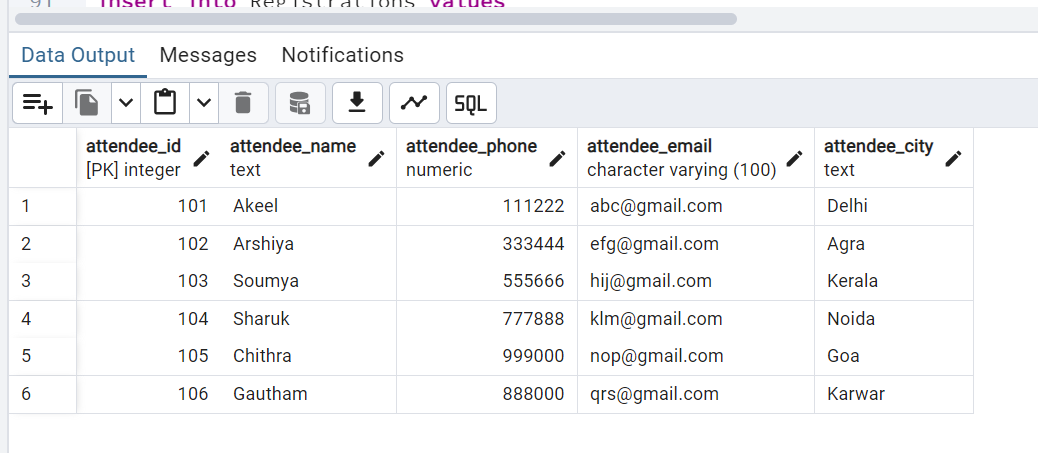 91 Insert into Registrations values
Data Output Messages Notifications
SQL
attendee_id attendee_name attendee_phone attendee_email attendee_city
[PK] integer text numeric character varying (100) text
1 101 Akeel 111222 abc@gmail.com Delhi
2 102 Arshiya 333444 efg@gmail.com Agra
3 103 Soumya 555666 hij@gmail.com Kerala
4 104 Sharuk 777888 klm@gmail.com Noida
5 105 Chithra 999000 nop@gmail.com Goa
6 106 Gautham 888000 qrs@gmail.com Karwar